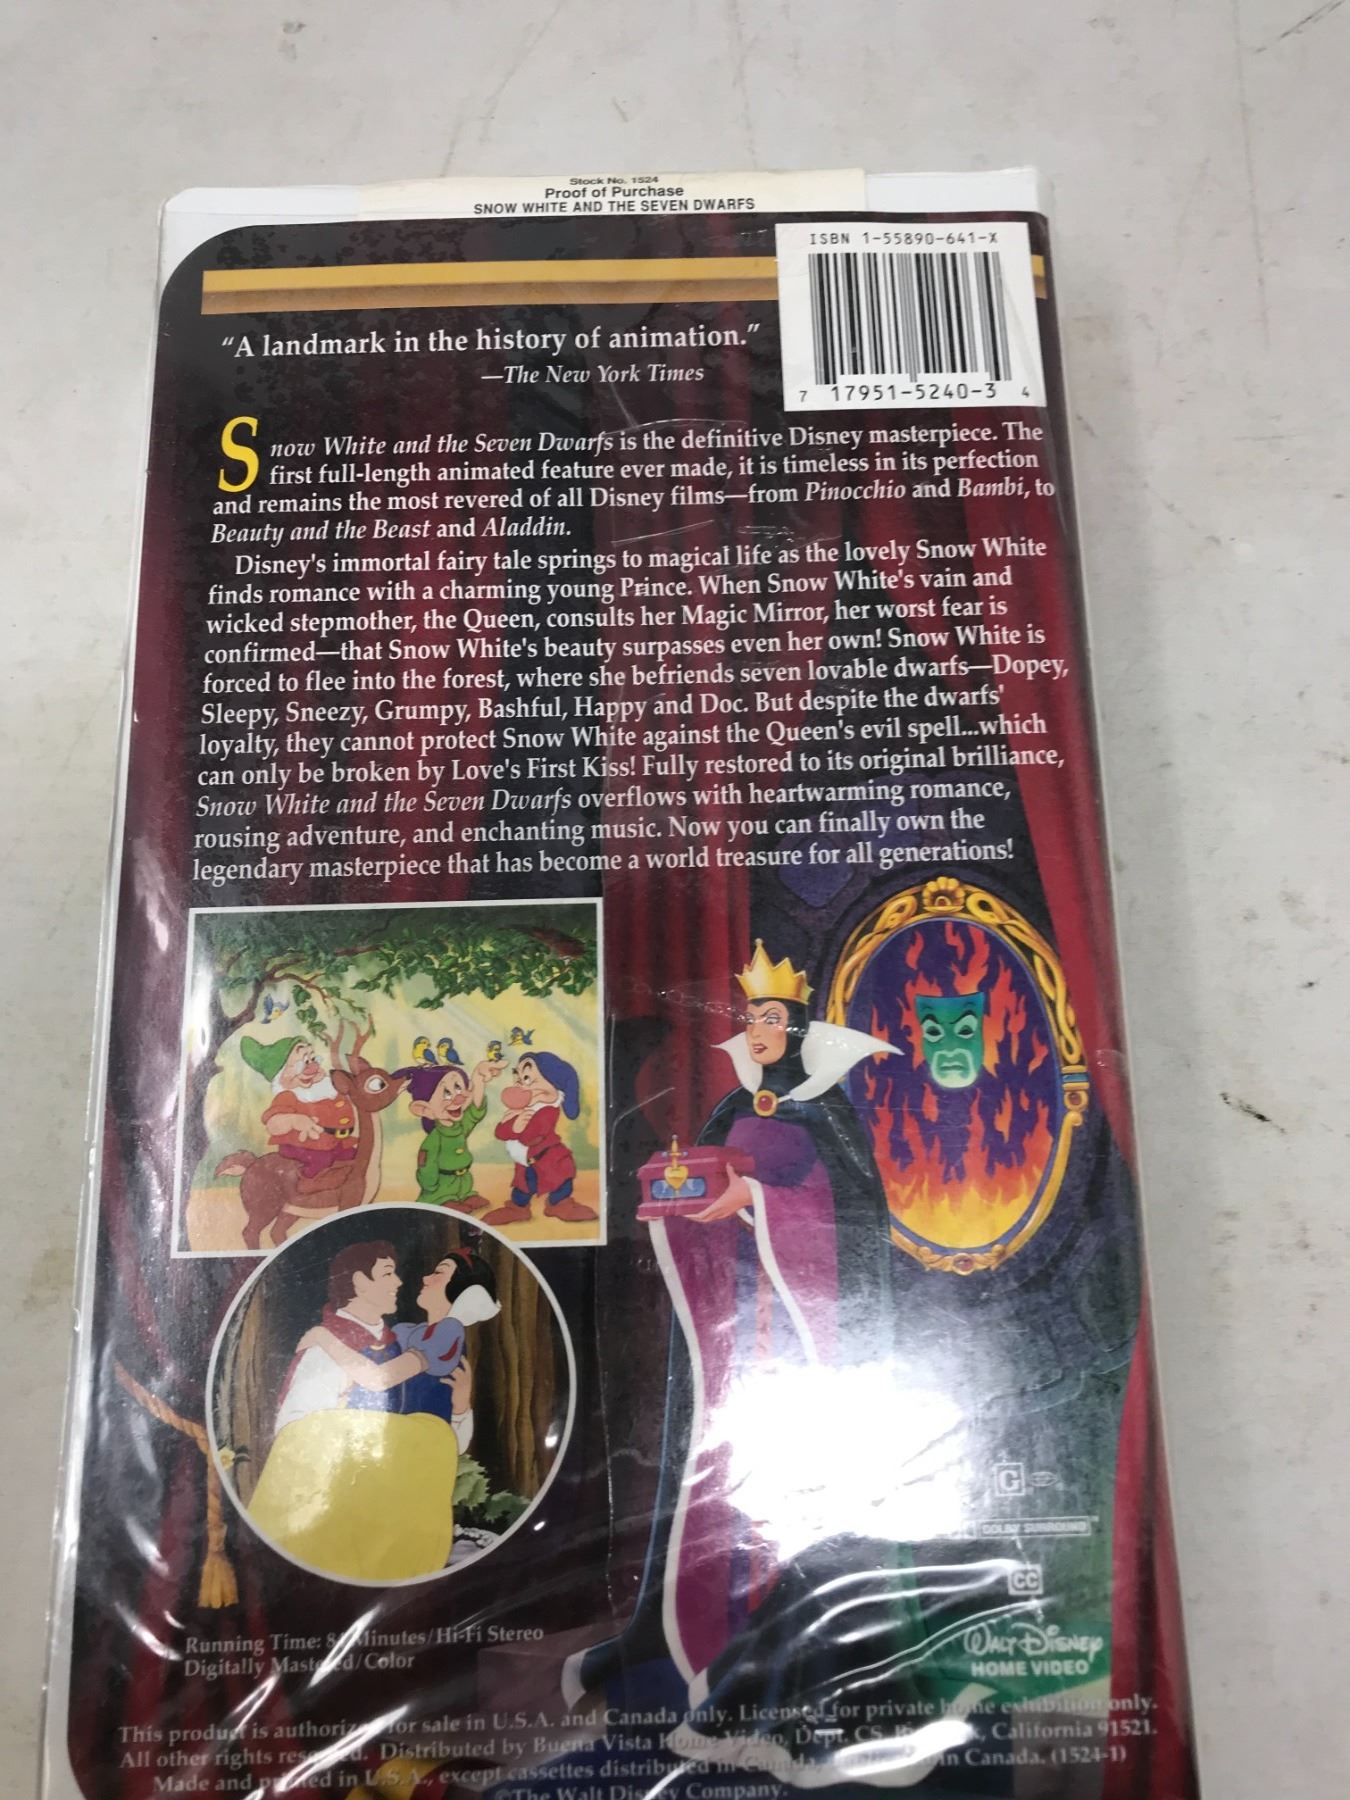 Stock No. 1524
Proof of Purchase
SNOW WHITE AND THE SEVEN DWARFS
ISBN 1-55890-641-X
7 17951-5240-3 4
“A landmark in the history of animation.”
—The New York Times
Snow White and the Seven Dwarfs is the definitive Disney masterpiece. The
first full-length animated feature ever made, it is timeless in its perfection
and remains the most revered of all Disney films—from Pinocchio and Bambi, to
Beauty and the Beast and Aladdin.
Disney's immortal fairy tale springs to magical life as the lovely Snow White
finds romance with a charming young Prince. When Snow White's vain and
wicked stepmother, the Queen, consults her Magic Mirror, her worst fear is
confirmed—that Snow White's beauty surpasses even her own! Snow White is
forced to flee into the forest, where she befriends seven lovable dwarfs—Dopey,
Sleepy, Sneezy, Grumpy, Bashful, Happy and Doc. But despite the dwarfs'
loyalty, they cannot protect Snow White against the Queen's evil spell...which
can only be broken by Love's First Kiss! Fully restored to its original brilliance,
Snow White and the Seven Dwarfs overflows with heartwarming romance,
rousing adventure, and enchanting music. Now you can finally own the
legendary masterpiece that has become a world treasure for all generations!
G
DOLBY SURROUND™
CC
Walt Disney
HOME VIDEO
Running Time: Minutes/Hi-Fi Stereo
Digitally Mastered/Color
This product is authorized for sale in U.S.A. and Canada only. Licensed for private home exhibition only.
All other rights reserved. Distributed by Buena Vista Home Video, Dept. CS, California 91521.
Made and printed in U.S.A., except cassettes distributed in Canada, in Canada. (1524-1)
©The Walt Disney Company.